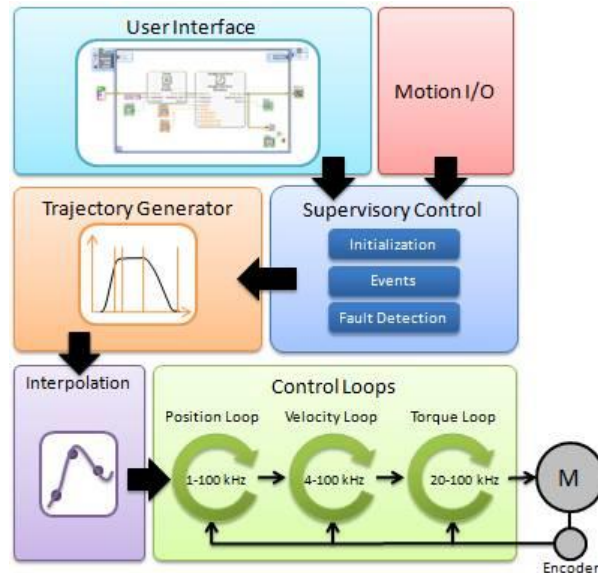 User Interface
Motion I/O
Trajectory Generator
Supervisory Control
Initialization
Events
Fault Detection
Interpolation
Control Loops
Position Loop
Velocity Loop
Torque Loop
1-100 kHz
4-100 kHz
20-100 kHz
M
Encoder